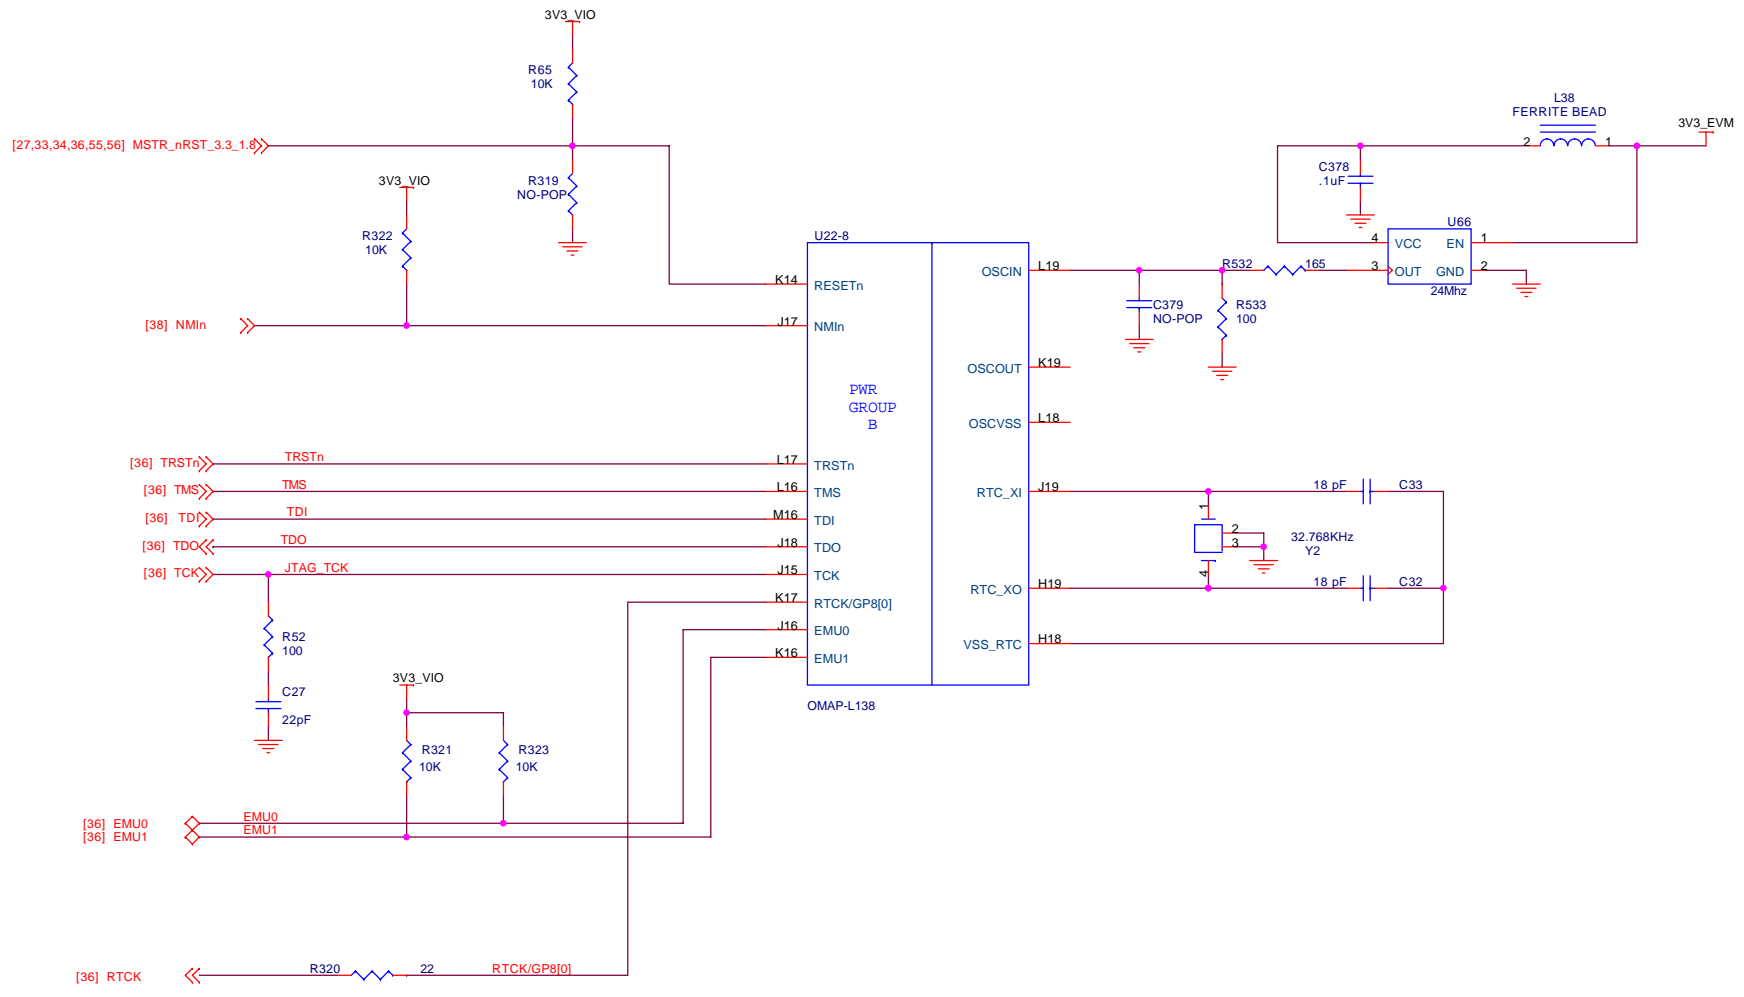 3V3_VIO
R65
10K
[27,33,34,36,55,56] MSTR_nRST_3.3_1.8
3V3_VIO
R319
NO-POP
R322
10K
[38] NMIn
L38
FERRITE BEAD
3V3_EVM
2
1
C378
.1uF
U66
4
VCC
EN
1
3
OUT
GND
2
24Mhz
R532
165
C379
NO-POP
R533
100
U22-8
K14
RESETn
J17
NMIn
PWR
GROUP
B
OSCIN
L19
OSCOUT
K19
OSCVSS
L18
[36] TRSTn
TRSTn
L17
TRSTn
[36] TMS
TMS
L16
TMS
[36] TDI
TDI
M16
TDI
[36] TDO
TDO
J18
TDO
[36] TCK
JTAG_TCK
J15
TCK
K17
RTCK/GP8[0]
J16
EMU0
K16
EMU1
RTC_XI
J19
18 pF
C33
1
2
3
4
32.768KHz
Y2
RTC_XO
H19
18 pF
C32
VSS_RTC
H18
OMAP-L138
R52
100
C27
22pF
3V3_VIO
R321
10K
R323
10K
[36] EMU0
EMU0
[36] EMU1
EMU1
[36] RTCK
R320
22
RTCK/GP8[0]